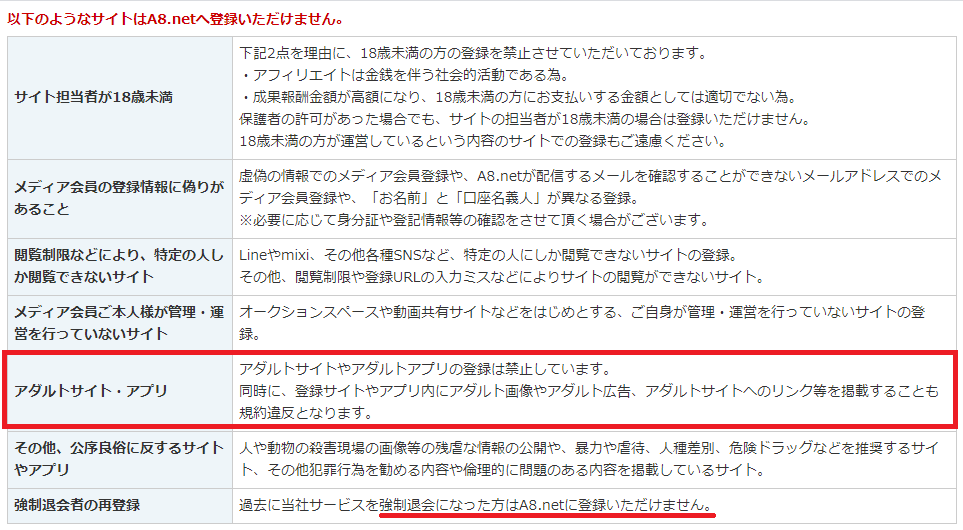 以下のようなサイトはA8.netへ登録いただけません。
サイト担当者が18歳未満
下記2点を理由に、18歳未満の方の登録を禁止させていただいております。
・アフィリエイトは金銭を伴う社会的活動である為。
・成果報酬金額が高額になり、18歳未満の方にお支払いする金額としては適切でない為。
保護者の許可があった場合でも、サイトの担当者が18歳未満の場合は登録いただけません。
18歳未満の方が運営しているという内容のサイトでの登録もご遠慮ください。
メディア会員の登録情報に偽りが
あること
虚偽の情報でのメディア会員登録や、A8.netが配信するメールを確認することができないメールアドレスでのメ
ディア会員登録や、「お名前」と「口座名義人」が異なる登録。
※必要に応じて身分証や登記情報等の確認をさせて頂く場合がございます。
閲覧制限などにより、特定の人し
か閲覧できないサイト
Lineやmixi、その他各種SNSなど、特定の人にしか閲覧できないサイトの登録。
その他、閲覧制限や登録URLの入力ミスなどによりサイトの閲覧ができないサイト。
メディア会員ご本人様が管理・運
営を行っていないサイト
オークションスペースや動画共有サイトなどをはじめとする、ご自身が管理・運営を行っていないサイトの登
録。
アダルトサイト・アプリ
アダルトサイトやアダルトアプリの登録は禁止しています。
同時に、登録サイトやアプリ内にアダルト画像やアダルト広告、アダルトサイトへのリンク等を掲載することも
規約違反となります。
その他、公序良俗に反するサイト
やアプリ
人や動物の殺害現場の画像等の残虐な情報の公開や、暴力や虐待、人種差別、危険ドラッグなどを推奨するサイ
ト、その他犯罪行為を勧める内容や倫理的に問題のある内容を掲載しているサイト。
強制退会者の再登録
過去に当社サービスを強制退会になった方はA8.netに登録いただけません。